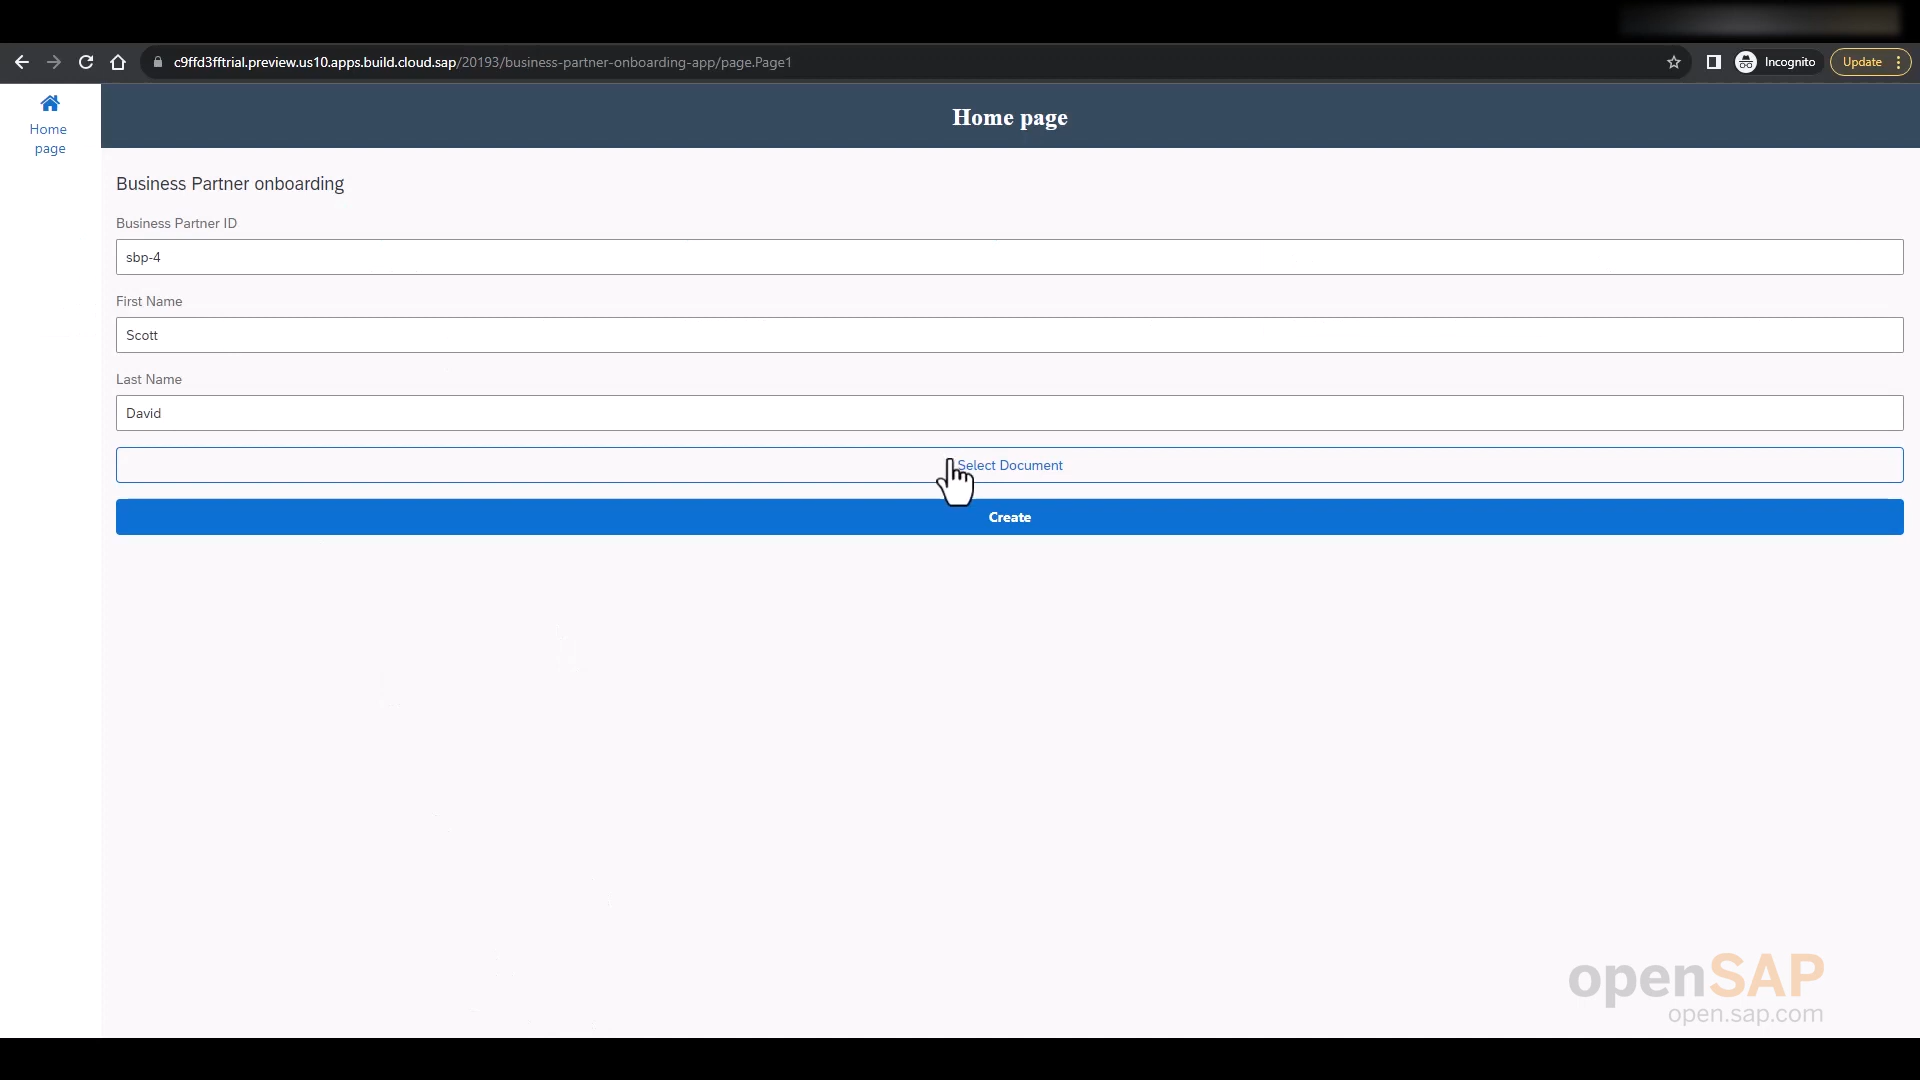 c9ffd3fftrial.preview.us10.apps.build.cloud.sap/20193/business-partner-onboarding-app/page.Page1
Incognito
Update
Home
page
Home page
Business Partner onboarding
Business Partner ID
sbp-4
First Name
Scott
Last Name
David
Select Document
Create
openSAP
open.sap.com